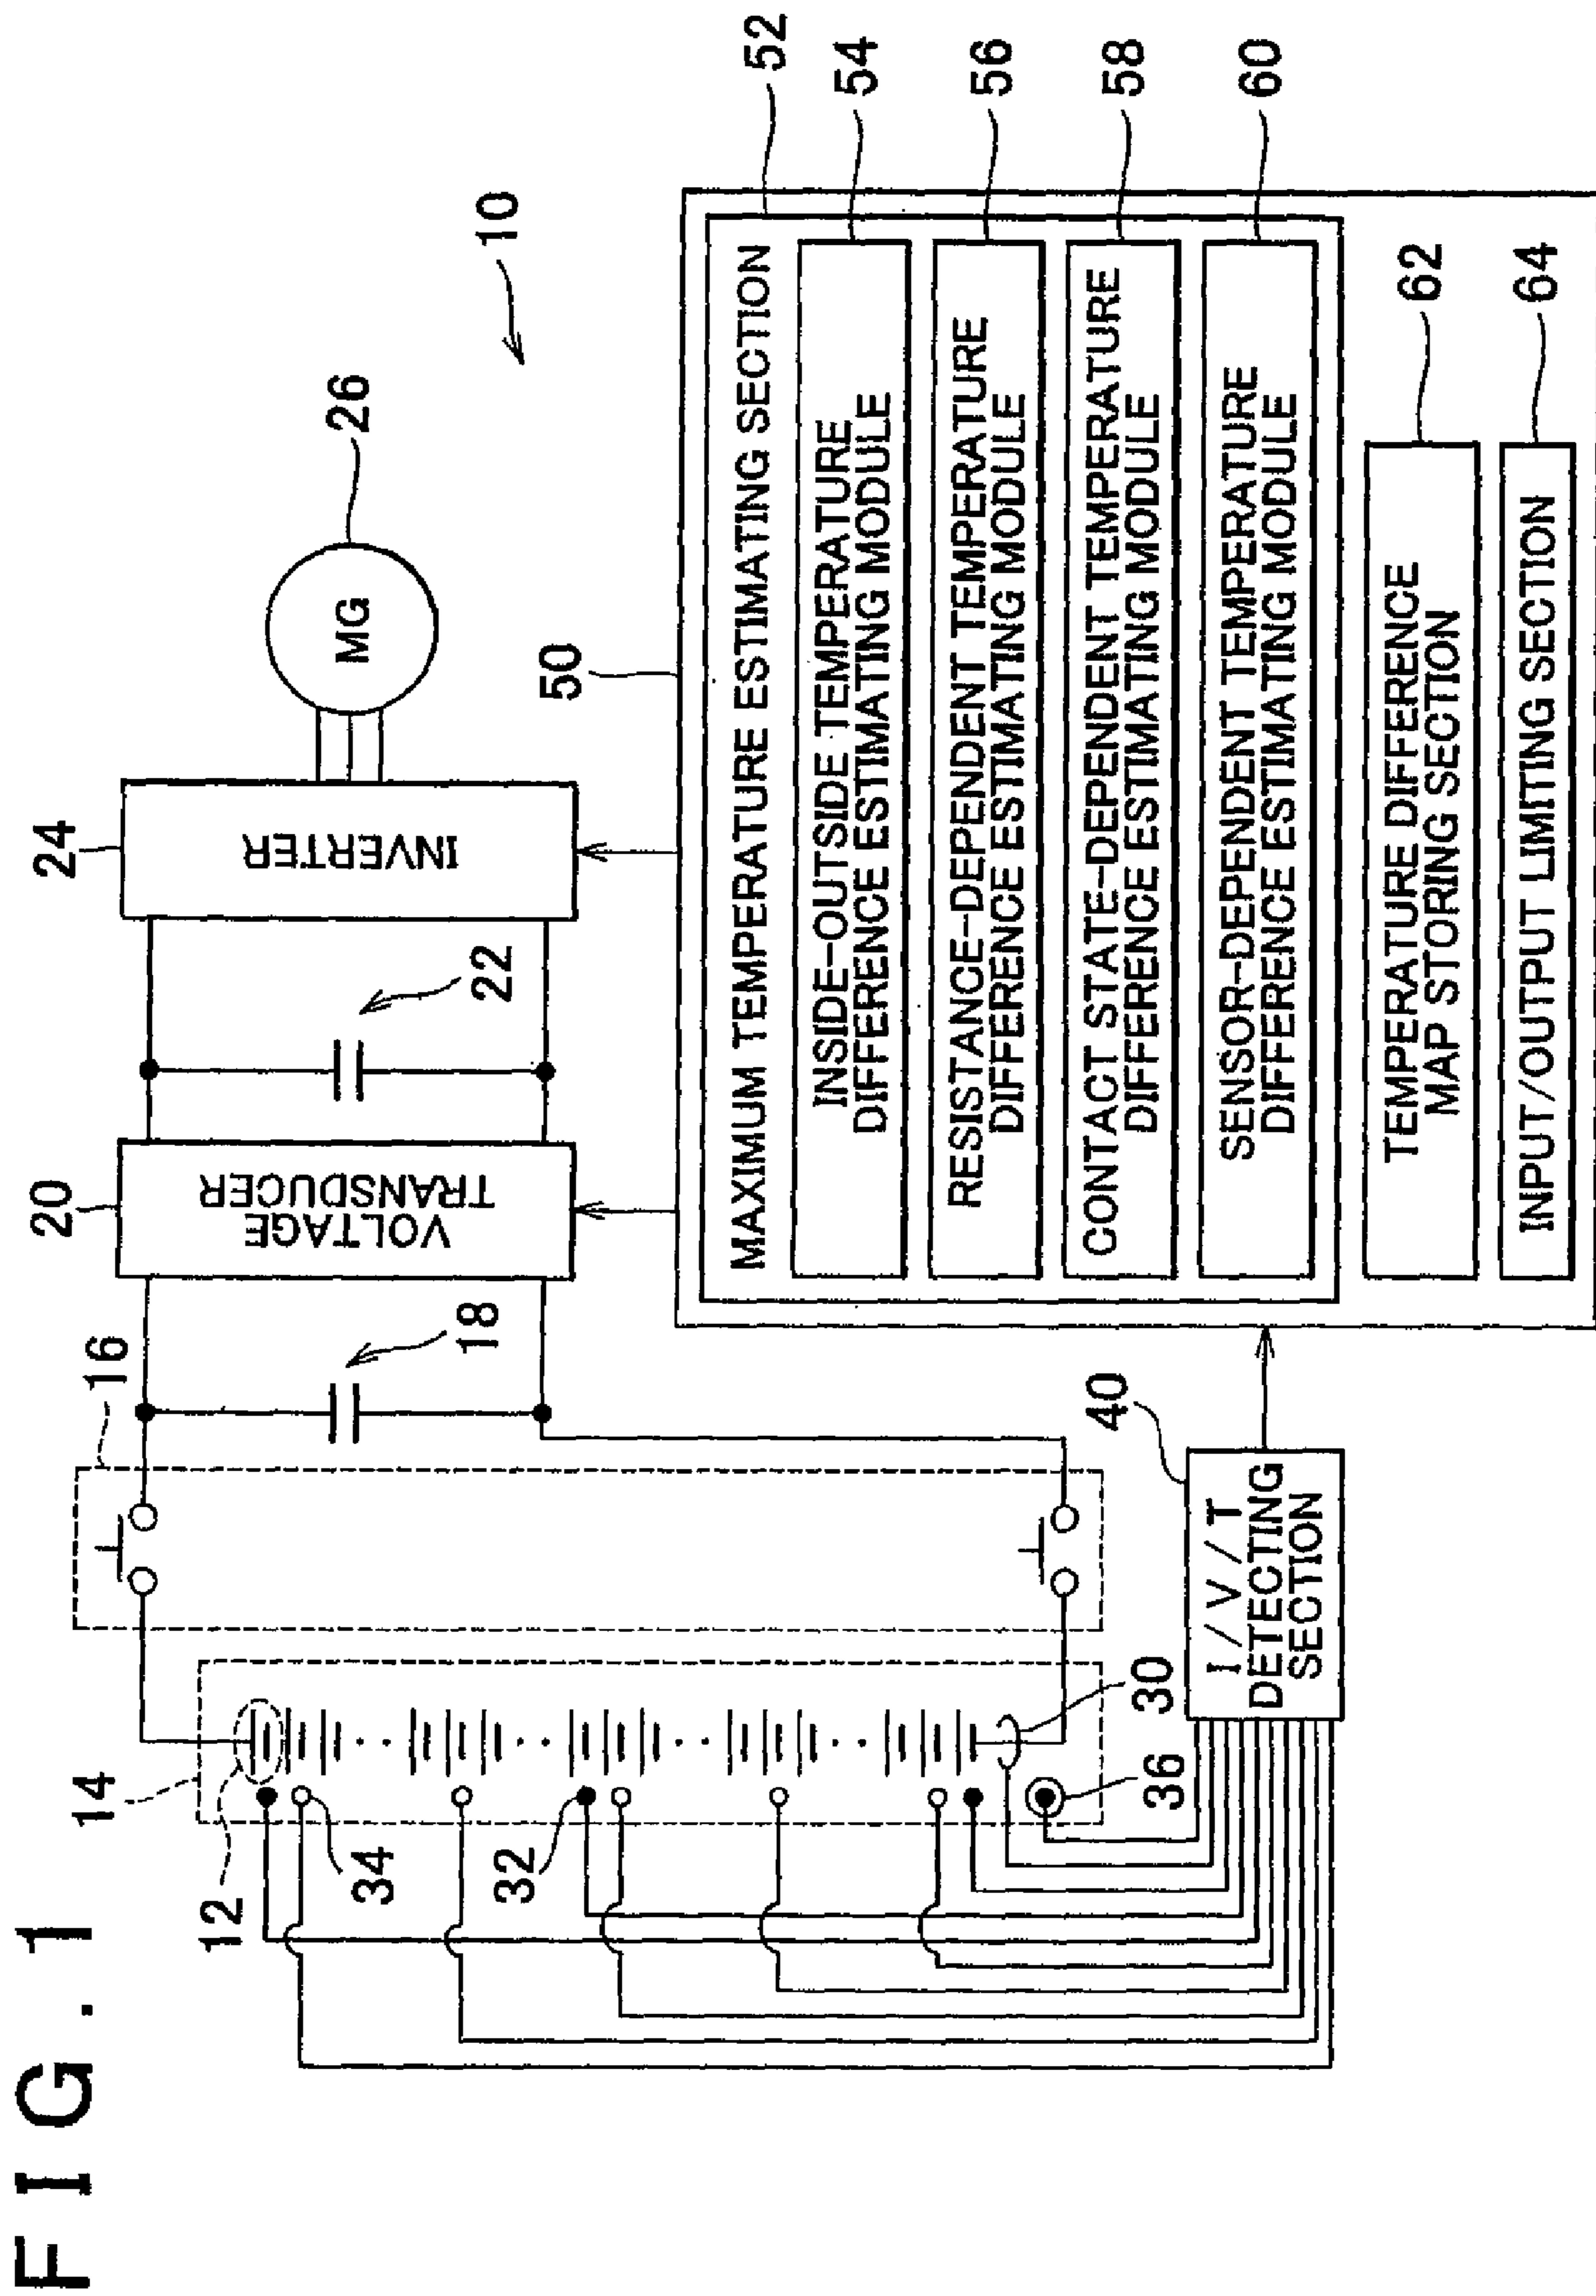 FIG. 1
10
12
14
16
18
20
VOLTAGE
TRANSDUCER
22
24
INVERTER
26
MG
30
32
34
36
40
I/V/T
DETECTING
SECTION
50
52
MAXIMUM TEMPERATURE ESTIMATING SECTION
54
INSIDE-OUTSIDE TEMPERATURE
DIFFERENCE ESTIMATING MODULE
56
RESISTANCE-DEPENDENT TEMPERATURE
DIFFERENCE ESTIMATING MODULE
58
CONTACT STATE-DEPENDENT TEMPERATURE
DIFFERENCE ESTIMATING MODULE
60
SENSOR-DEPENDENT TEMPERATURE
DIFFERENCE ESTIMATING MODULE
62
TEMPERATURE DIFFERENCE
MAP STORING SECTION
64
INPUT/OUTPUT LIMITING SECTION